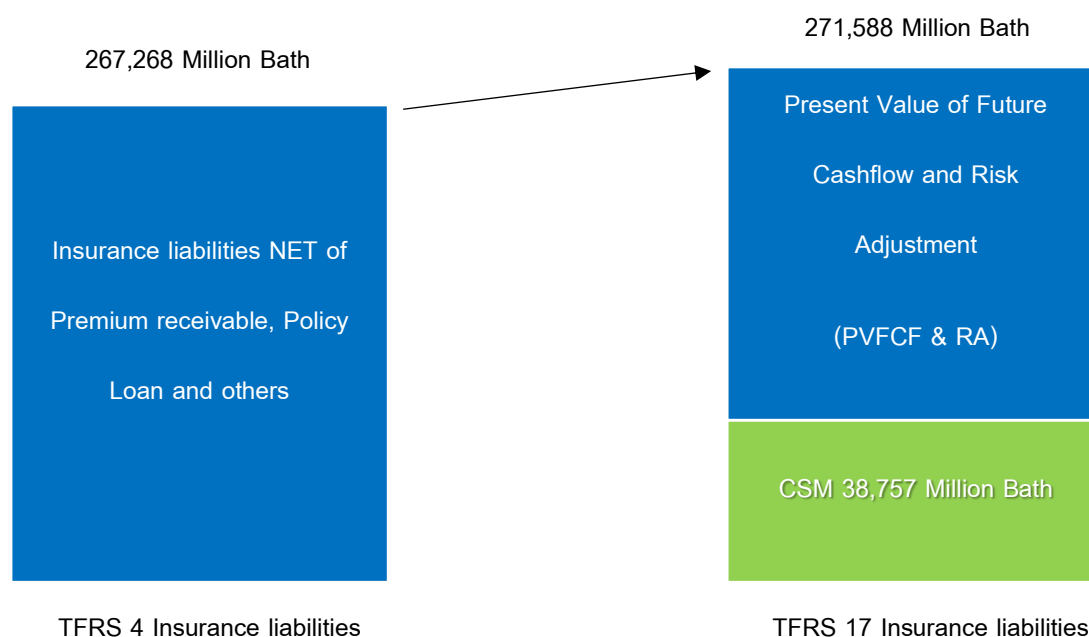 267,268 Million Bath
271,588 Million Bath
Insurance liabilities NET of
Premium receivable, Policy
Loan and others
Present Value of Future
Cashflow and Risk
Adjustment
(PVFCF & RA)
CSM 38,757 Million Bath
TFRS 4 Insurance liabilities
TFRS 17 Insurance liabilities